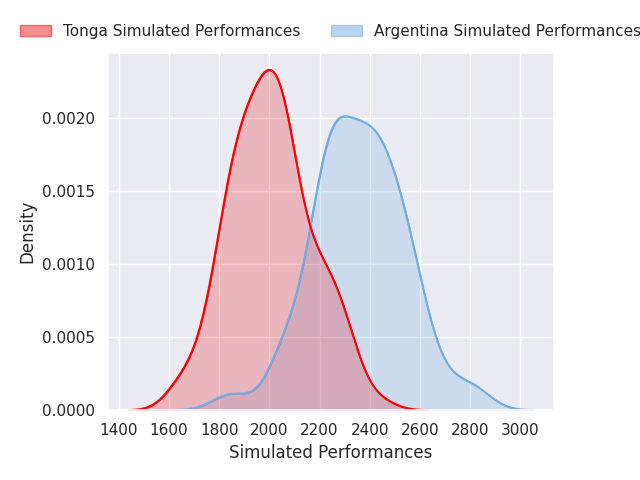 Tonga Simulated Performances
Argentina Simulated Performances
0.0020
0.0015
0.0010
0.0005
0.0000
Density
1400 1600 1800 2000 2200 2400 2600 2800 3000
Simulated Performances